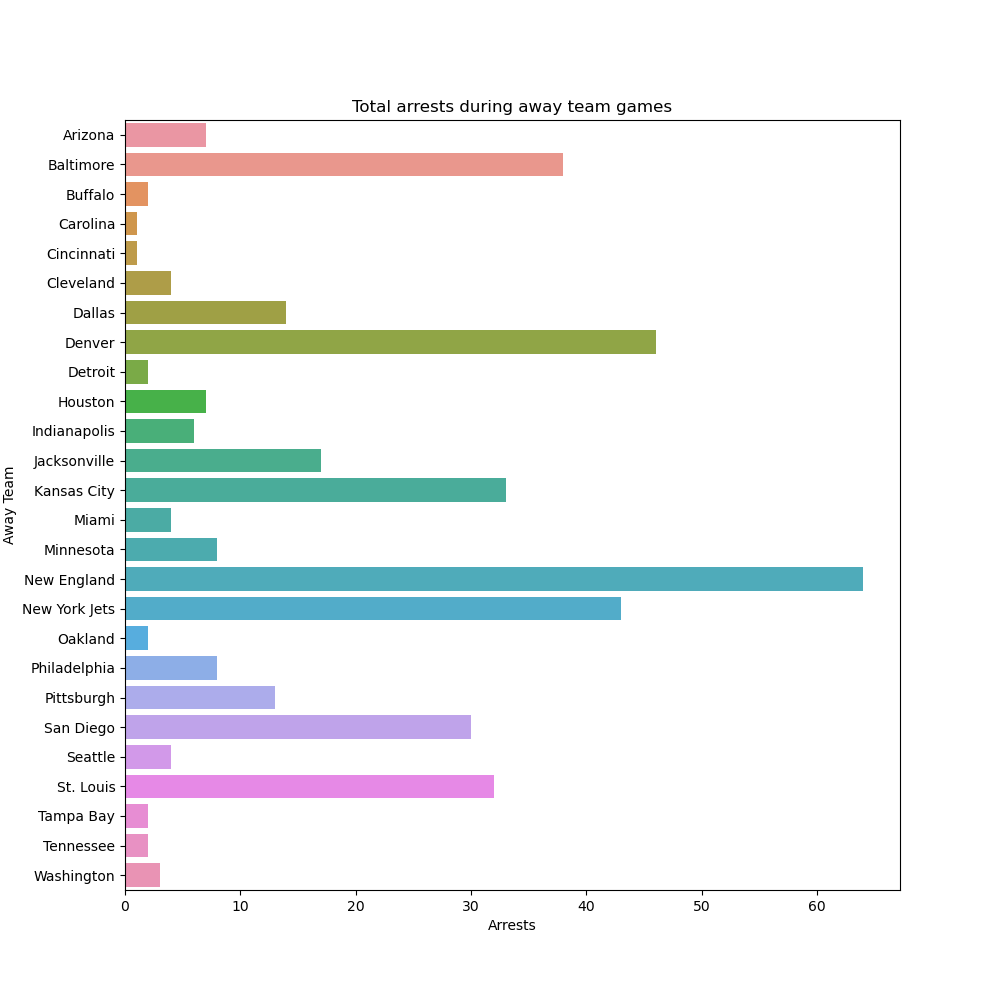 Total arrests during away team games
Away Team
Arizona
Baltimore
Buffalo
Carolina
Cincinnati
Cleveland
Dallas
Denver
Detroit
Houston
Indianapolis
Jacksonville
Kansas City
Miami
Minnesota
New England
New York Jets
Oakland
Philadelphia
Pittsburgh
San Diego
Seattle
St. Louis
Tampa Bay
Tennessee
Washington
0 10 20 30 40 50 60
Arrests